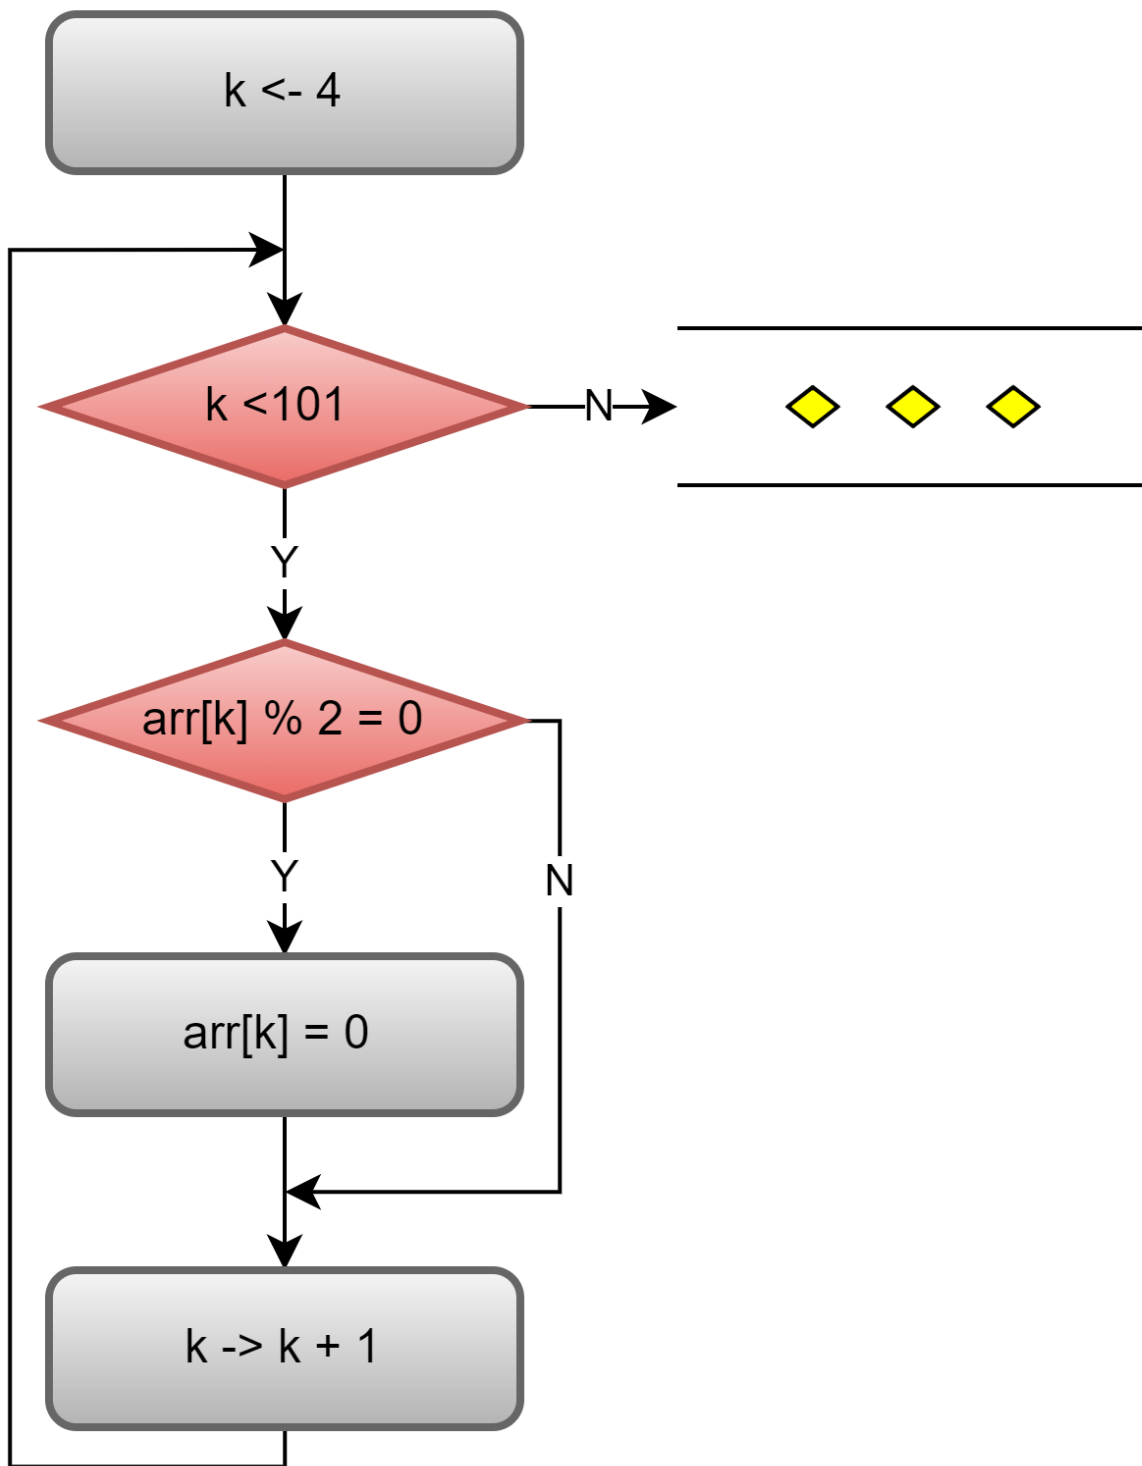 k <- 4
k <101
N
Y
arr[k] % 2 = 0
Y
N
arr[k] = 0
k -> k + 1